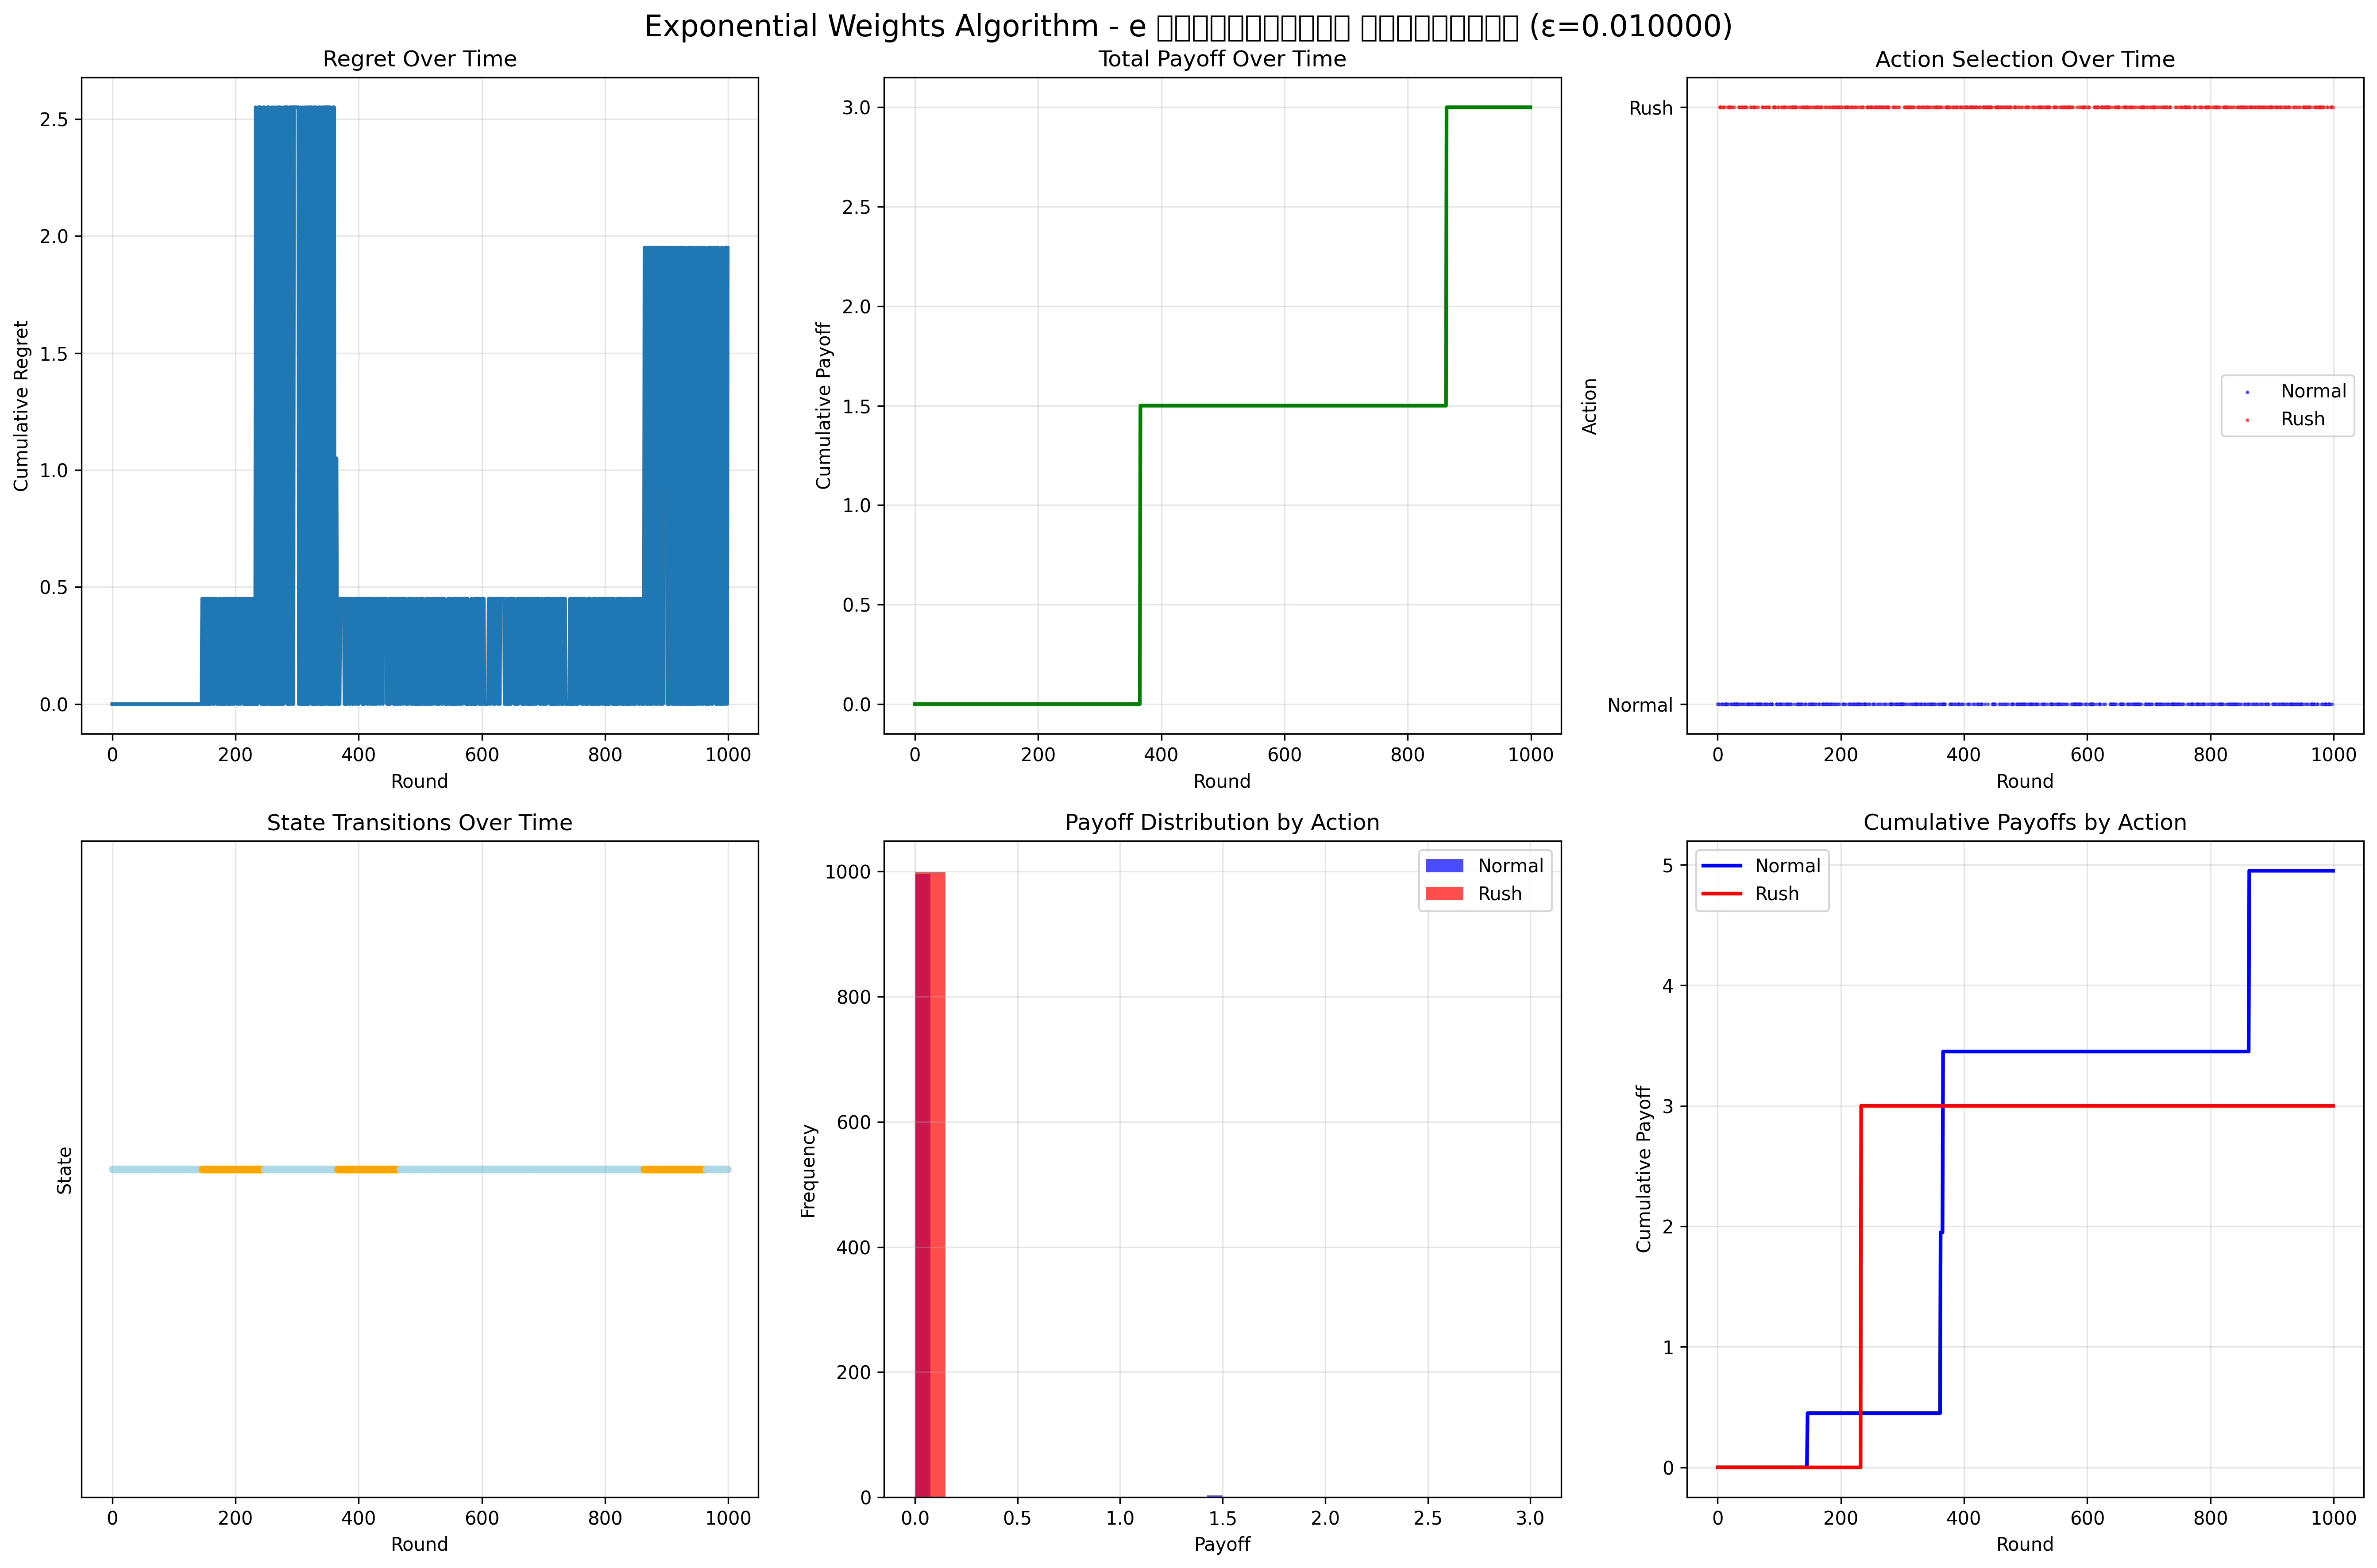 Exponential Weights Algorithm - e (ε=0.010000)
Regret Over Time
Cumulative Regret
2.5
2.0
1.5
1.0
0.5
0.0
0 200 400 600 800 1000
Round
Total Payoff Over Time
Cumulative Payoff
3.0
2.5
2.0
1.5
1.0
0.5
0.0
0 200 400 600 800 1000
Round
Action Selection Over Time
Action
Rush
Normal
Normal
Rush
0 200 400 600 800 1000
Round
State Transitions Over Time
State
0 200 400 600 800 1000
Round
Payoff Distribution by Action
Frequency
1000
800
600
400
200
0
Normal
Rush
0.0 0.5 1.0 1.5 2.0 2.5 3.0
Payoff
Cumulative Payoffs by Action
Cumulative Payoff
5
4
3
2
1
0
Normal
Rush
0 200 400 600 800 1000
Round